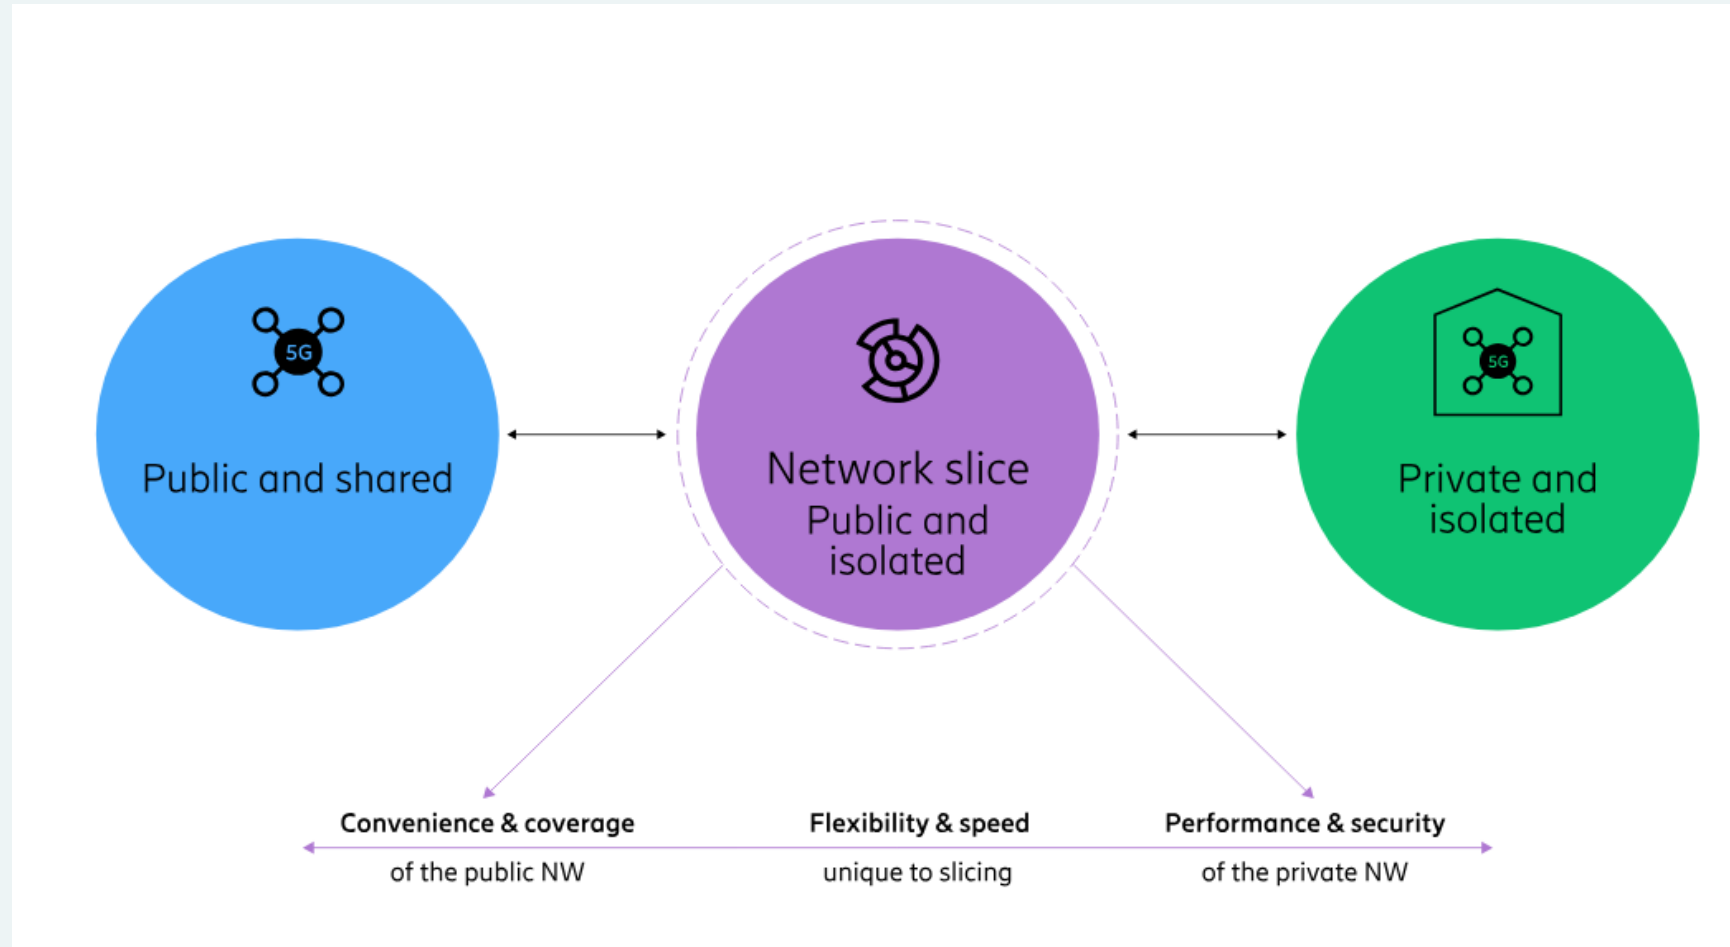 5G
Public and shared
Network slice
Public and
isolated
5G
Private and
isolated
Convenience & coverage
of the public NW
Flexibility & speed
unique to slicing
Performance & security
of the private NW